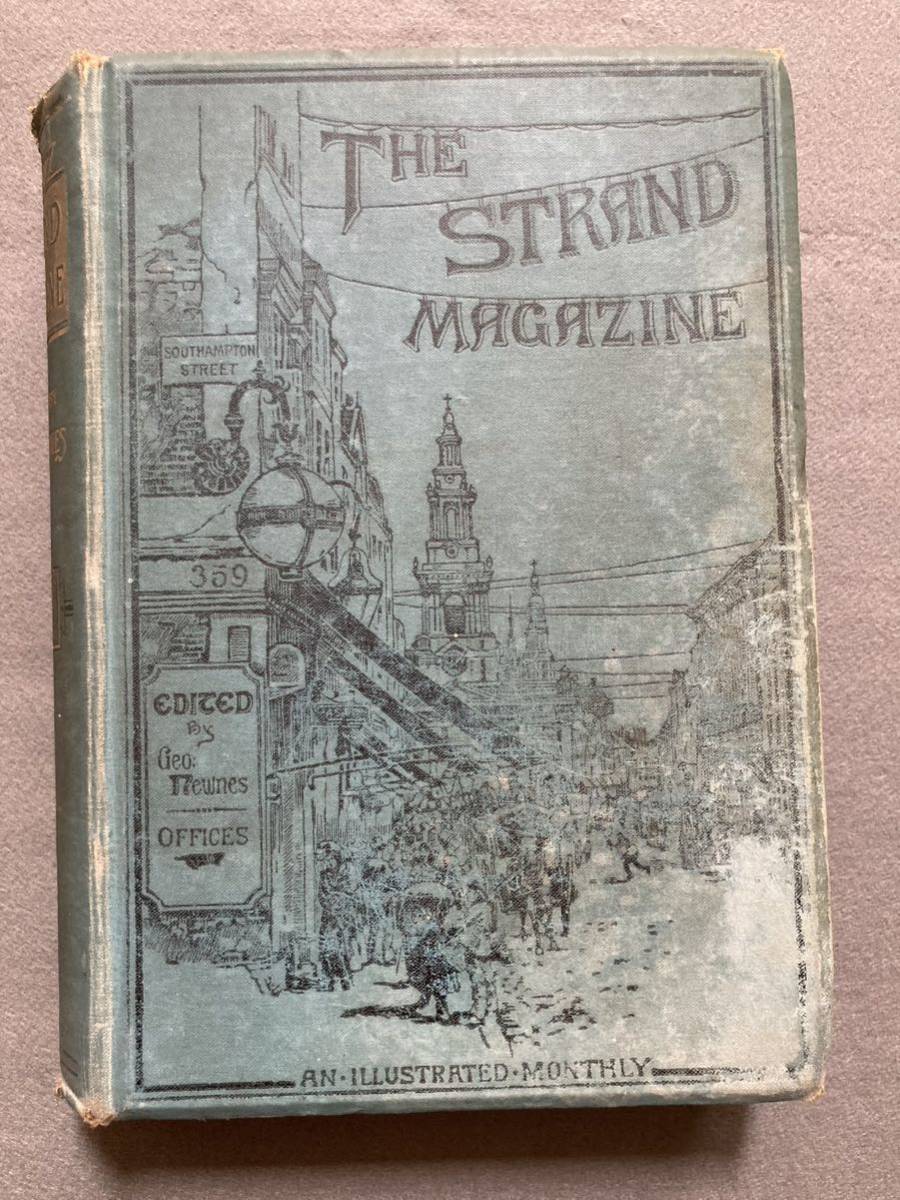 THE
STRAND
MAGAZINE
SOUTHAMPTON
STREET
359
EDITED
By
Geo:
Newnes
OFFICES
AN·ILLUSTRATED·MONTHLY